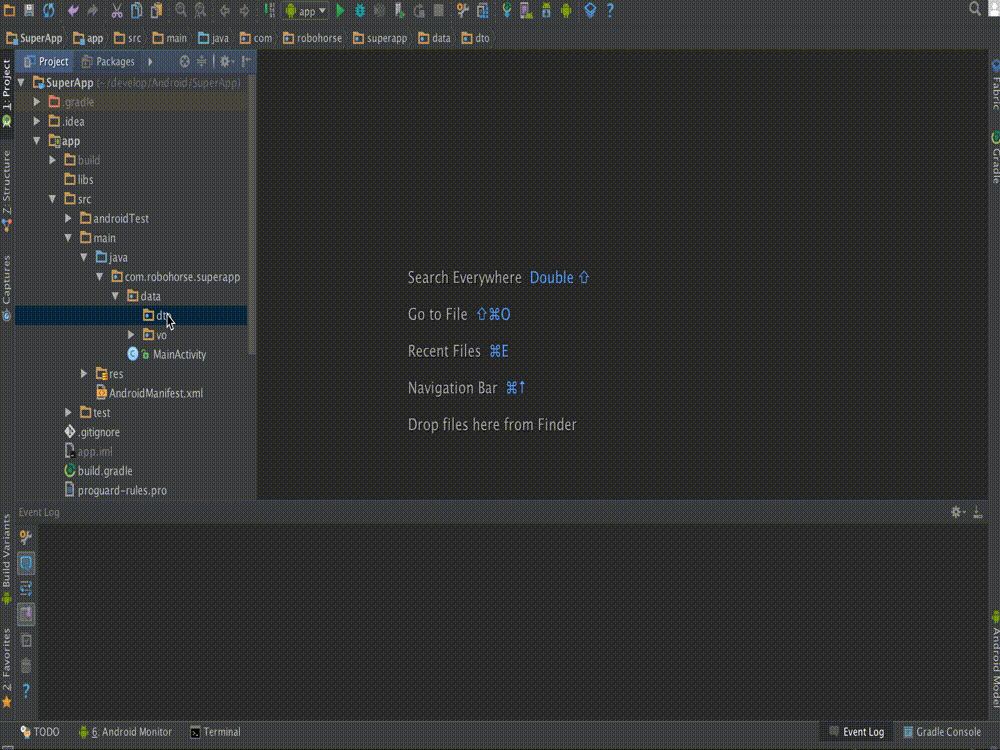 app
SuperApp app src main java com robohorse superapp data dto
1: Project
Z: Structure
Captures
Build Variants
2: Favorites
Project Packages
SuperApp (~/develop/Android/SuperApp)
.gradle
.idea
app
build
libs
src
androidTest
main
java
com.robohorse.superapp
data
vo
MainActivity
res
AndroidManifest.xml
test
.gitignore
app.iml
build.gradle
proguard-rules.pro
Search Everywhere Double ⇧
Go to File ⇧⌘O
Recent Files ⌘E
Navigation Bar ⌘↑
Drop files here from Finder
Fabric
Gradle
Android Model
Event Log
TODO 6: Android Monitor Terminal Event Log Gradle Console